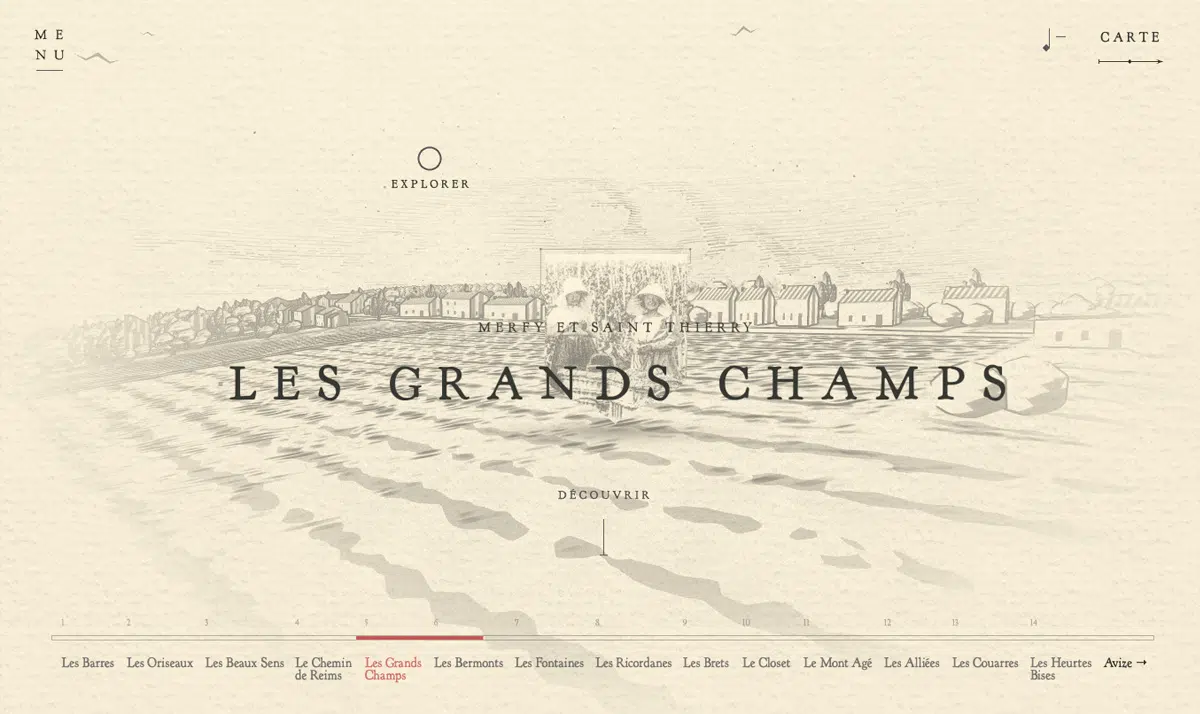 ME
NU
CARTE
EXPLORER
MERFY ET SAINT THIERRY
LES GRANDS CHAMPS
DÉCOUVRIR
1 2 3 4 5 6 7 8 9 10 11 12 13 14
Les Barres
Les Oriseaux
Les Beaux Sens
Le Chemin
de Reims
Les Grands
Champs
Les Bermonts
Les Fontaines
Les Ricordanes
Les Brets
Le Closet
Le Mont Agé
Les Alliées
Les Couarres
Les Heurtes
Bises
Avize →